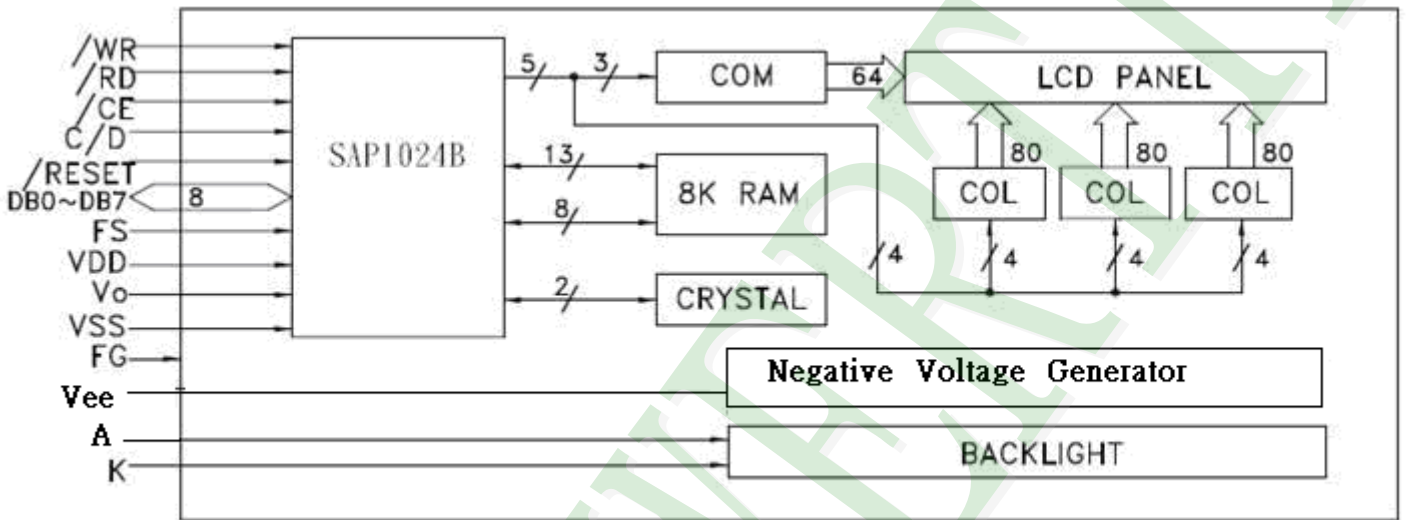 /WR
/RD
/CE
C/D
/RESET
DB0~DB7
8
FS
VDD
Vo
VSS
FG
Vee
A
K
SAP1024B
5
3
COM
64
LCD PANEL
13
8K RAM
8
2
CRYSTAL
80
80
80
COL
COL
COL
4
4
4
4
Negative Voltage Generator
BACKLIGHT